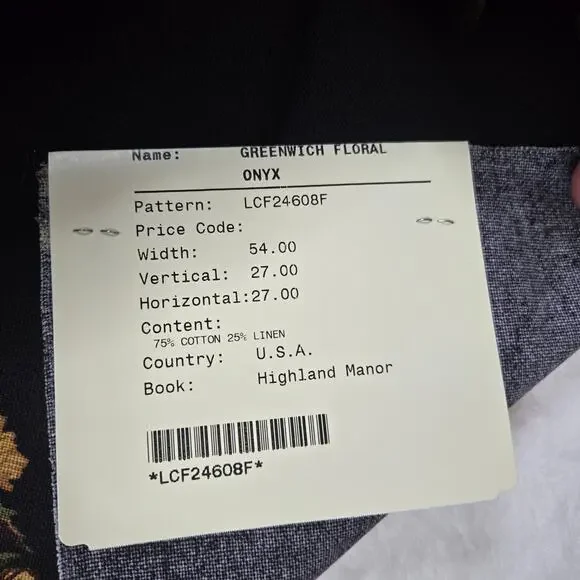 Name: GREENWICH FLORAL
ONYX
Pattern: LCF24608F
Price Code:
Width: 54.00
Vertical: 27.00
Horizontal:27.00
Content:
75% COTTON 25% LINEN
Country: U.S.A.
Book: Highland Manor
*LCF24608F*